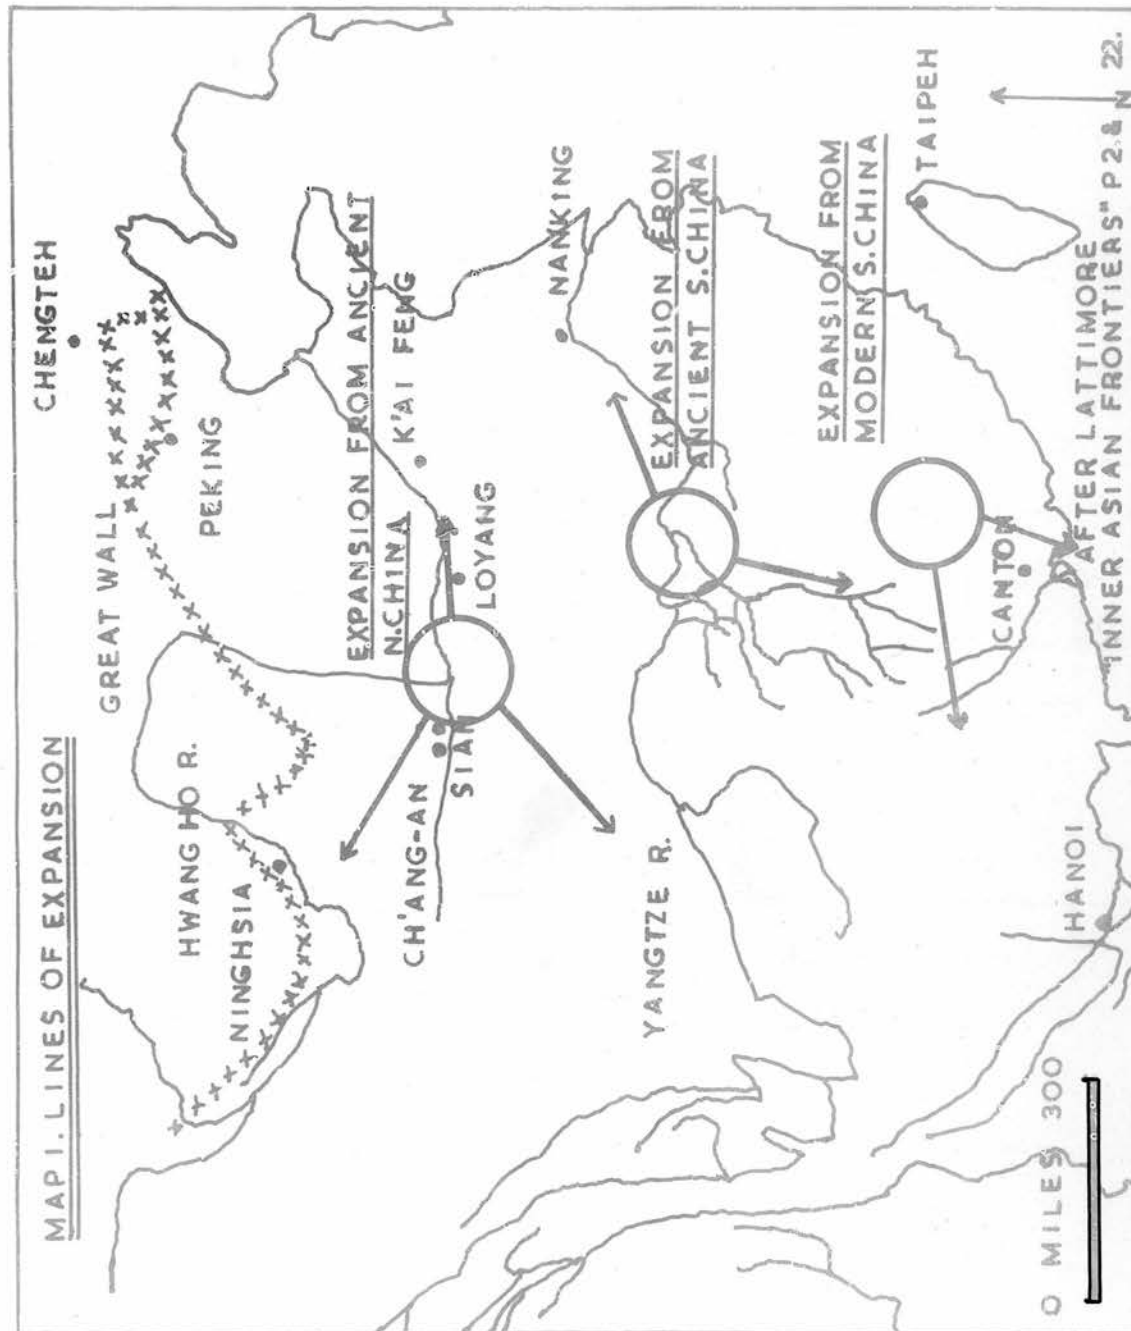 MAP 1. LINES OF EXPANSION
CHENGTEH
GREAT WALL
PEKING
HWANG HO R.
NINGHSIA
EXPANSION FROM ANCIENT
N.CHINA
K'AI FENG
LOYANG
CH'ANG-AN
SIAN
NANKING
EXPANSION FROM
ANCIENT S.CHINA
YANGTZE R.
EXPANSION FROM
MODERN S.CHINA
TAIPEH
CANTON
HANOI
0 MILES 300
AFTER LATTIMORE
"INNER ASIAN FRONTIERS" P 2 & 22.
N